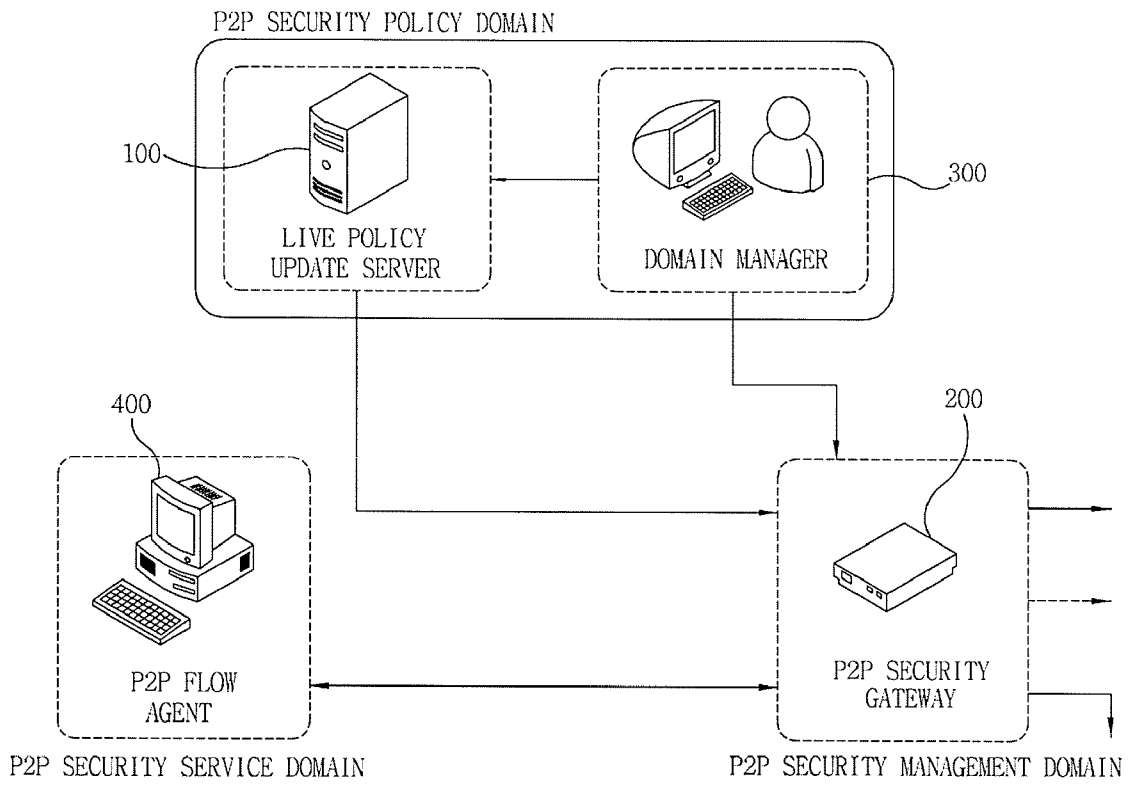 P2P SECURITY POLICY DOMAIN
100
300
LIVE POLICY
UPDATE SERVER
DOMAIN MANAGER
400
200
P2P FLOW
AGENT
P2P SECURITY
GATEWAY
P2P SECURITY SERVICE DOMAIN
P2P SECURITY MANAGEMENT DOMAIN